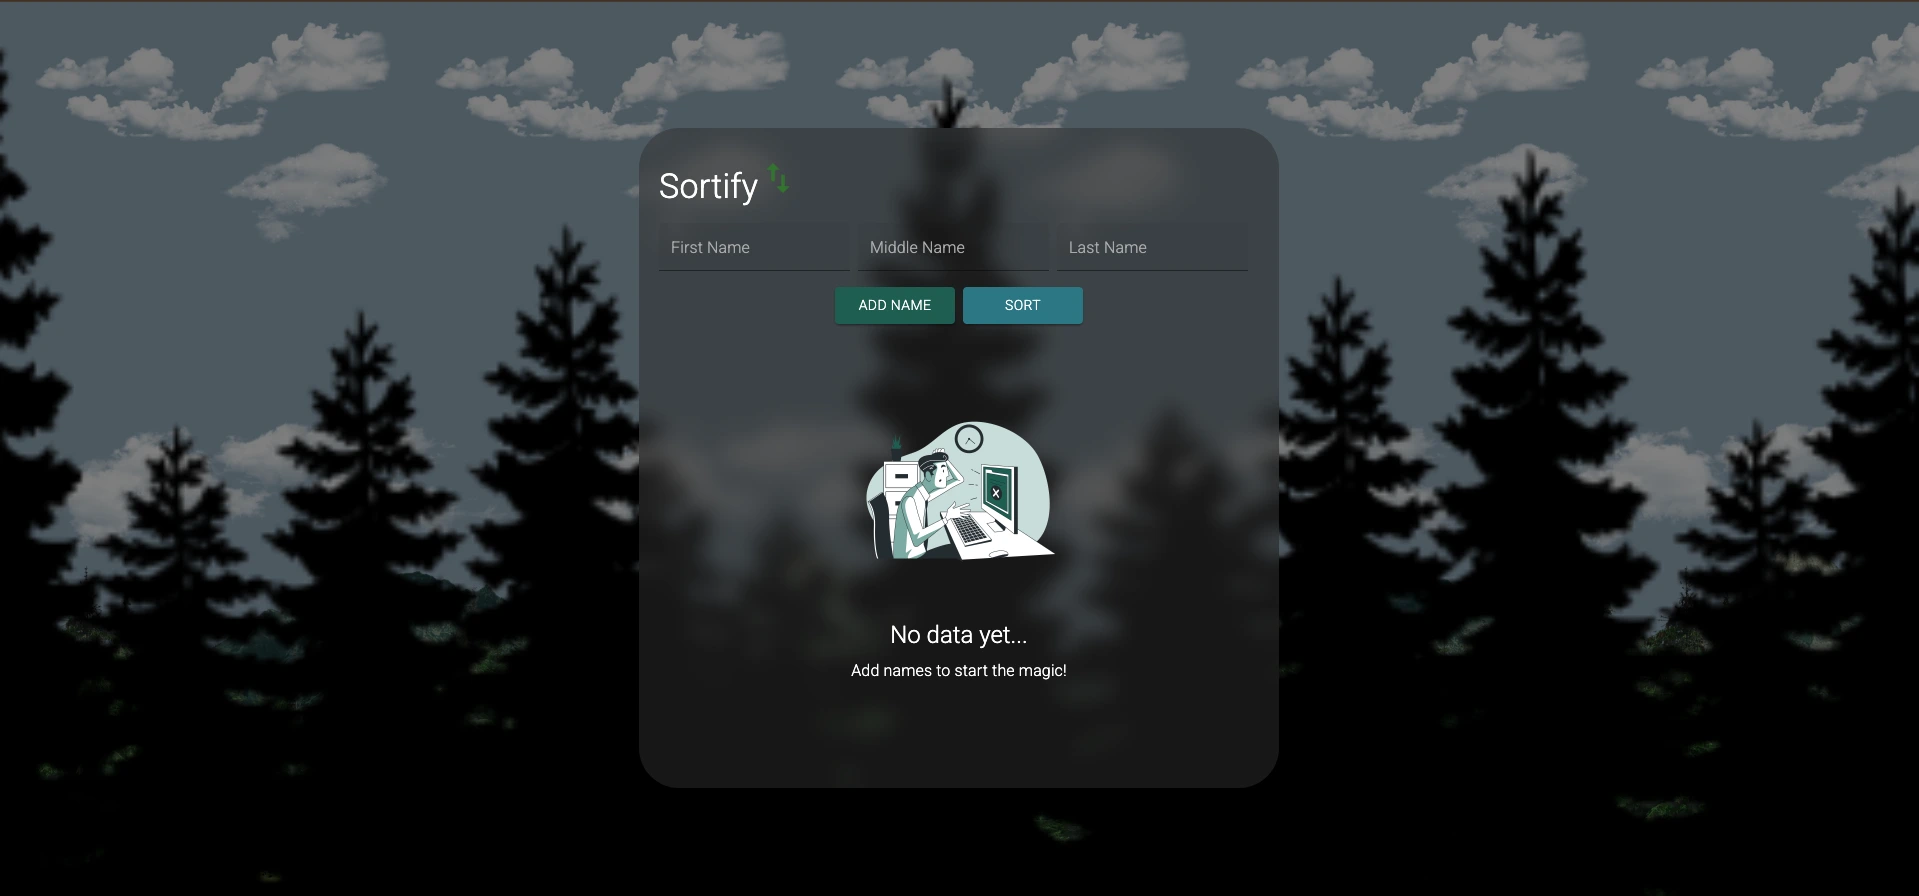 Sortify
First Name Middle Name Last Name
ADD NAME SORT
No data yet...
Add names to start the magic!